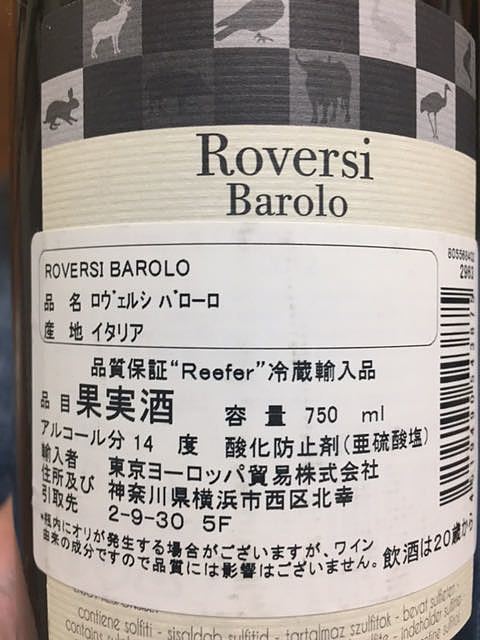 Roversi
Barolo
ROVERSI BAROLO
品 名 ﾛｳﾞｪﾙｼ ﾊﾞﾛｰﾛ
産 地 イタリア
品質保証“Reefer”冷蔵輸入品
品 目 果実酒 容 量 750 ml
アルコール分 14 度 酸化防止剤(亜硫酸塩)
輸入者 東京ヨーロッパ貿易株式会社
住所及び 神奈川県横浜市西区北幸
引取先 2-9-30 5F
*瓶内にオリが発生する場合がございますが、ワイン
由来の成分ですので品質には影響はございません。
飲酒は20歳から
2963
contiene solfiti - sisaldab sulfitid - tartalmaz szulfitok - bevat sulfieten -